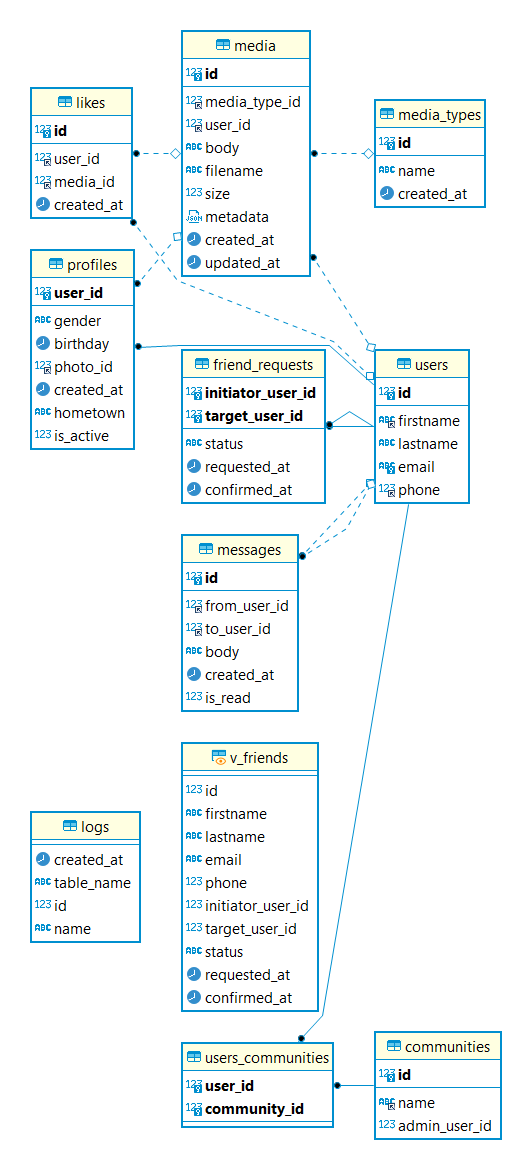 media
id
media_type_id
user_id
body
filename
size
metadata
created_at
updated_at
likes
id
user_id
media_id
created_at
media_types
id
name
created_at
profiles
user_id
gender
birthday
photo_id
created_at
hometown
is_active
friend_requests
initiator_user_id
target_user_id
status
requested_at
confirmed_at
users
id
firstname
lastname
email
phone
messages
id
from_user_id
to_user_id
body
created_at
is_read
v_friends
id
firstname
lastname
email
phone
initiator_user_id
target_user_id
status
requested_at
confirmed_at
logs
created_at
table_name
id
name
users_communities
user_id
community_id
communities
id
name
admin_user_id